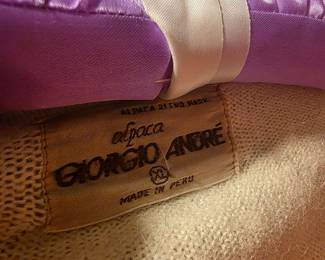 alpaca
GIORGIO ANDRÉ
XL
MADE IN PERU